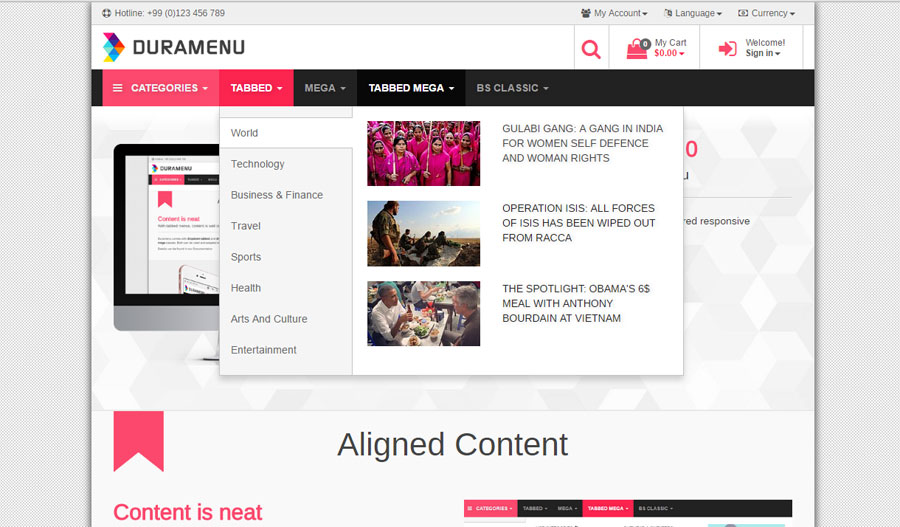 Hotline: +99 (0)123 456 789
My Account
Language
Currency
DURAMENU
0
My Cart
$0.00
Welcome!
Sign in
CATEGORIES
TABBED
MEGA
TABBED MEGA
BS CLASSIC
World
Technology
Business & Finance
Travel
Sports
Health
Arts And Culture
Entertainment
GULABI GANG: A GANG IN INDIA
FOR WOMEN SELF DEFENCE
AND WOMAN RIGHTS
OPERATION ISIS: ALL FORCES
OF ISIS HAS BEEN WIPED OUT
FROM RACCA
THE SPOTLIGHT: OBAMA'S 6$
MEAL WITH ANTHONY
BOURDAIN AT VIETNAM
0
u
red responsive
DURAMENU
Content is neat
Aligned Content
Content is neat
CATEGORIES
TABBED
MEGA
TABBED MEGA
BS CLASSIC